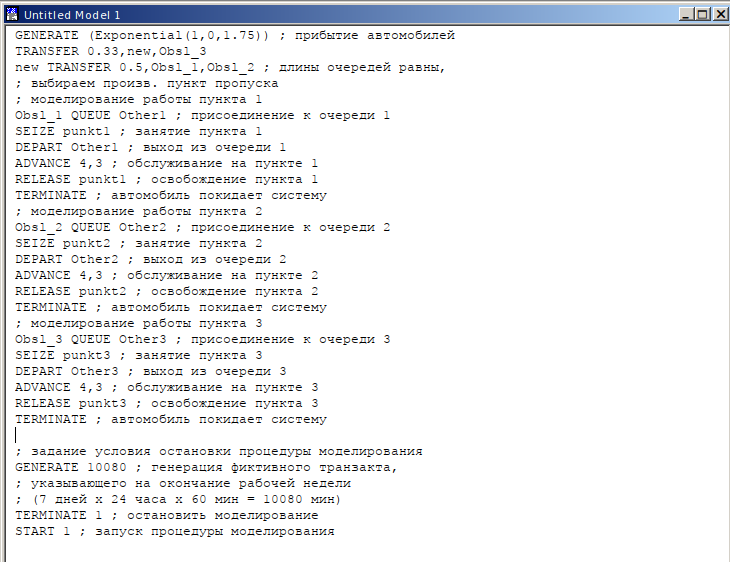 Untitled Model 1
GENERATE (Exponential(1,0,1.75)) ; прибытие автомобилей
TRANSFER 0.33,new,Obsl_3
new TRANSFER 0.5,Obsl_1,Obsl_2 ; длины очередей равны,
; выбираем произв. пункт пропуска
; моделирование работы пункта 1
Obsl_1 QUEUE Other1 ; присоединение к очереди 1
SEIZE punkt1 ; занятие пункта 1
DEPART Other1 ; выход из очереди 1
ADVANCE 4,3 ; обслуживание на пункте 1
RELEASE punkt1 ; освобождение пункта 1
TERMINATE ; автомобиль покидает систему
; моделирование работы пункта 2
Obsl_2 QUEUE Other2 ; присоединение к очереди 2
SEIZE punkt2 ; занятие пункта 2
DEPART Other2 ; выход из очереди 2
ADVANCE 4,3 ; обслуживание на пункте 2
RELEASE punkt2 ; освобождение пункта 2
TERMINATE ; автомобиль покидает систему
; моделирование работы пункта 3
Obsl_3 QUEUE Other3 ; присоединение к очереди 3
SEIZE punkt3 ; занятие пункта 3
DEPART Other3 ; выход из очереди 3
ADVANCE 4,3 ; обслуживание на пункте 3
RELEASE punkt3 ; освобождение пункта 3
TERMINATE ; автомобиль покидает систему
; задание условия остановки процедуры моделирования
GENERATE 10080 ; генерация фиктивного транзакта,
; указывающего на окончание рабочей недели
; (7 дней х 24 часа х 60 мин = 10080 мин)
TERMINATE 1 ; остановить моделирование
START 1 ; запуск процедуры моделирования